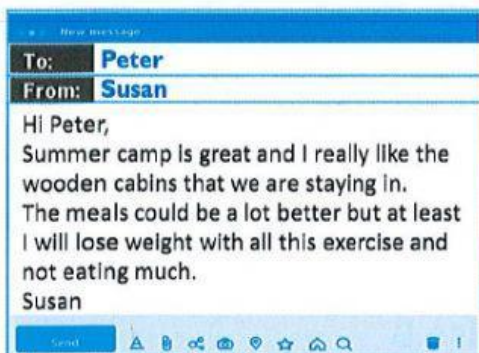 New message
To: Peter
From: Susan
Hi Peter,
Summer camp is great and I really like the
wooden cabins that we are staying in.
The meals could be a lot better but at least
I will lose weight with all this exercise and
not eating much.
Susan
Send